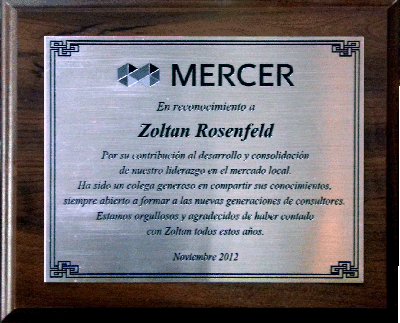 MERCER
En reconocimiento a
Zoltan Rosenfeld
Por su contribución al desarrollo y consolidación
de nuestro liderazgo en el mercado local.
Ha sido un colega generoso en compartir sus conocimientos,
siempre abierto a formar a las nuevas generaciones de consultores.
Estamos orgullosos y agradecidos de haber contado
con Zoltan todos estos años.
Noviembre 2012